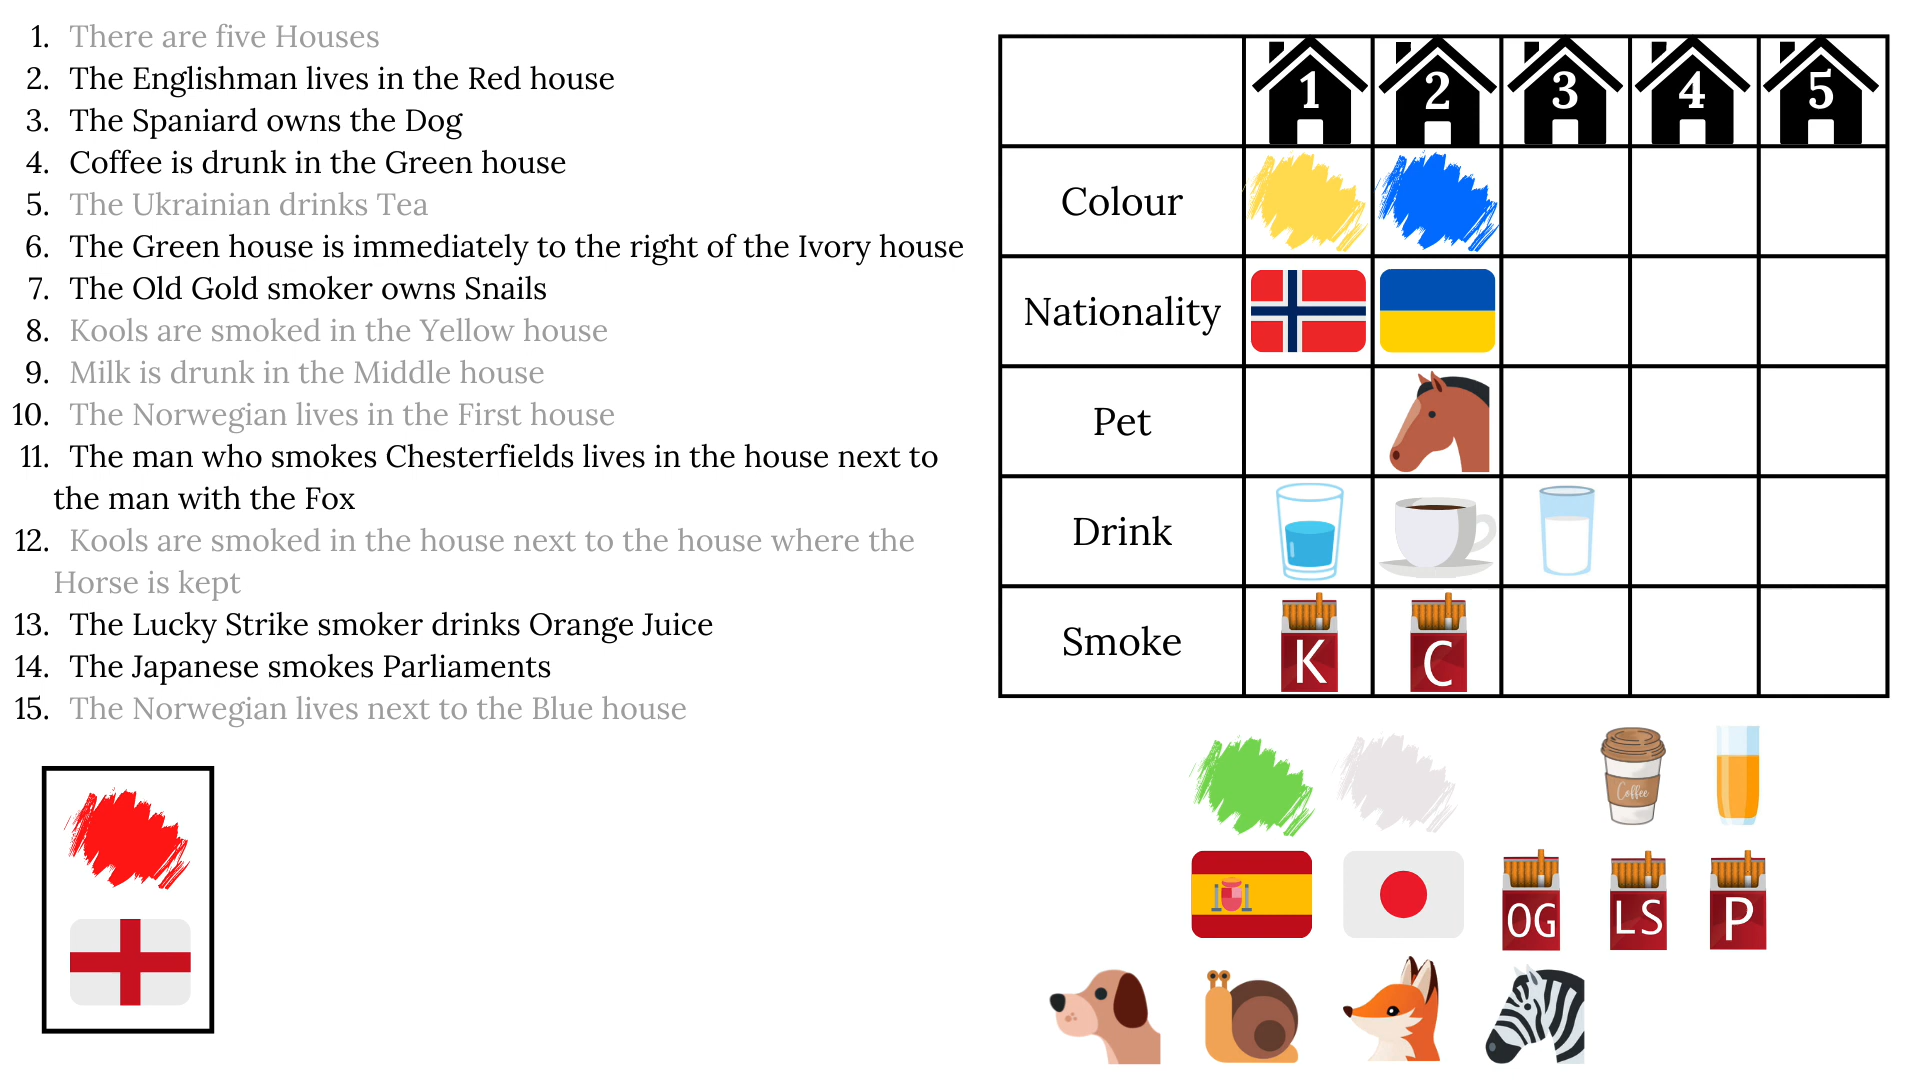 1. There are five Houses
2. The Englishman lives in the Red house
3. The Spaniard owns the Dog
4. Coffee is drunk in the Green house
5. The Ukrainian drinks Tea
6. The Green house is immediately to the right of the Ivory house
7. The Old Gold smoker owns Snails
8. Kools are smoked in the Yellow house
9. Milk is drunk in the Middle house
10. The Norwegian lives in the First house
11. The man who smokes Chesterfields lives in the house next to
the man with the Fox
12. Kools are smoked in the house next to the house where the
Horse is kept
13. The Lucky Strike smoker drinks Orange Juice
14. The Japanese smokes Parliaments
15. The Norwegian lives next to the Blue house
1 2 3 4 5
Colour
Nationality
Pet
Drink
Smoke K C
Coffee
OG LS P